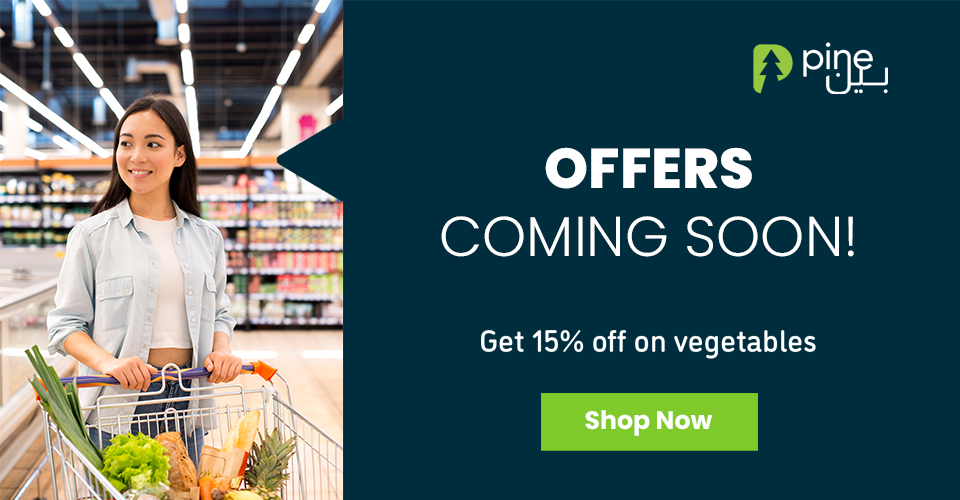 pine
بين
OFFERS
COMING SOON!
Get 15% off on vegetables
Shop Now